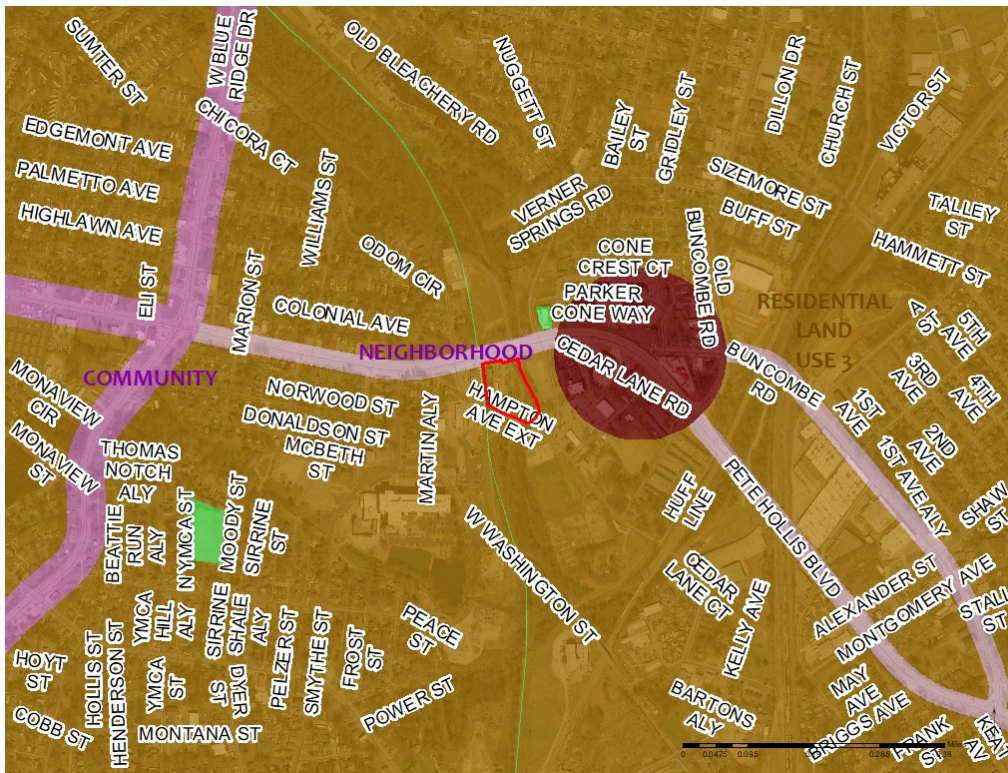 SUMTER ST
W BLUE
RIDGE DR
OLD BLEACHERY RD
NUGGETT ST
BAILEY
ST
GRIDLEY ST
DILLON DR
CHURCH ST
VICTOR ST
EDGEMONT AVE
CHICORA CT
PALMETTO AVE
HIGHLAWN AVE
WILLIAMS ST
VERNER
SPRINGS RD
SIZEMORE ST
BUFF ST
TALLEY
ST
HAMMETT ST
ODOM CIR
CONE
CREST CT
PARKER
CONE WAY
OLD
BUNCOMBE RD
ELI ST
MARION ST
COLONIAL AVE
RESIDENTIAL
LAND
USE 3
A ST
5TH
AVE
NEIGHBORHOOD
CEDAR LANE RD
BUNCOMBE
RD
3RD
AVE
4TH
AVE
COMMUNITY
MONAVIEW
CIR
NORWOOD ST
DONALDSON ST
MCBETH
ST
MARTIN ALY
HAMPTON
AVE EXT
1ST
AVE
2ND
AVE
1ST AVE ALY
MONAVIEW
ST
THOMAS
NOTCH
ALY
BEATTIE
RUN
ALY
NYMCA ST
MOODY ST
SIRRINE
ST
HUFF
LINE
PETE HOLLIS BLVD
SHAW
ST
W WASHINGTON ST
CEDAR
LANE CT
KELLY AVE
ALEXANDER ST
MONTGOMERY AVE
STALL
ST
HOYT
ST
HOLLIS ST
HENDERSON ST
YMCA
HILL
ALY
SIRRINE
ST
SHALE
ALY
PELZER ST
SMYTHE ST
FROST
ST
PEACE
ST
YMCA
ST
DYER
POWER ST
BARTONS
ALY
MAY
AVE
BRIGGS AVE
FRANK
ST
COBB ST
MONTANA ST
0 0.0475 0.095